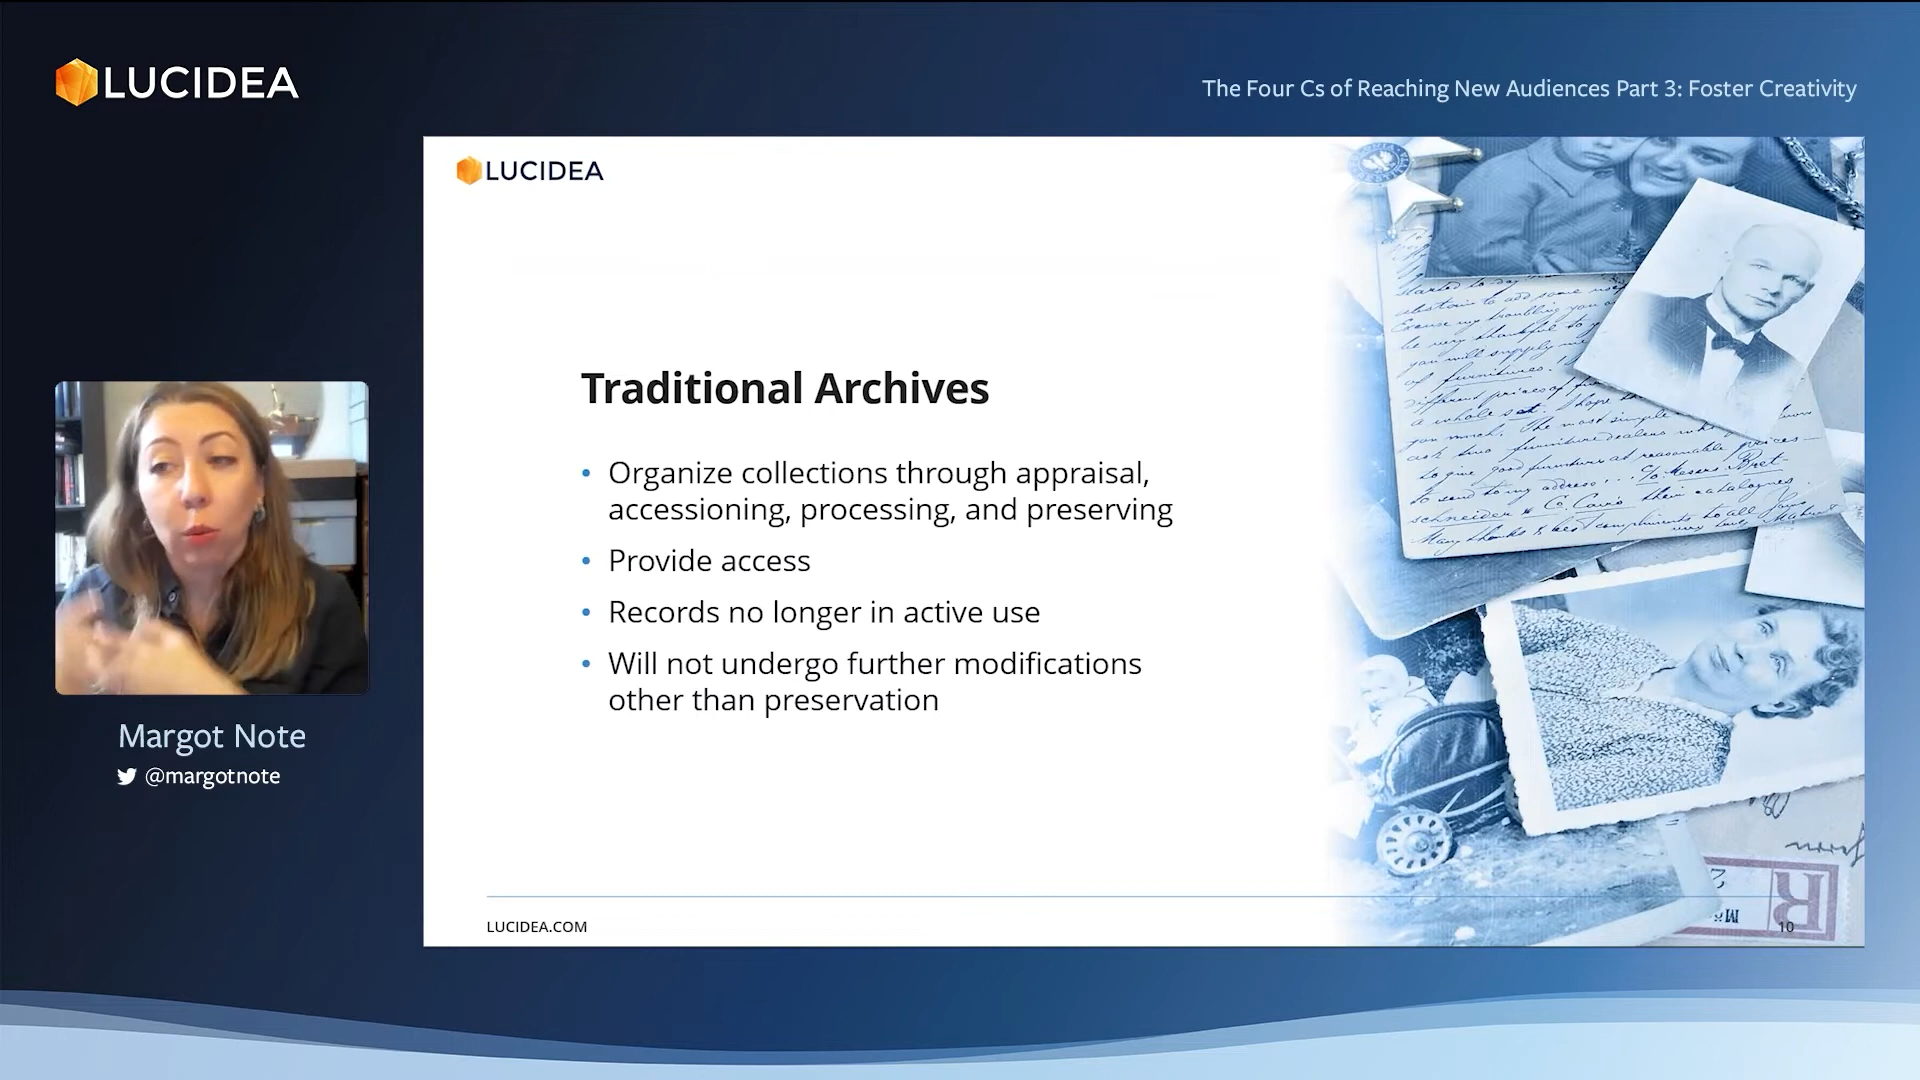 LUCIDEA
The Four Cs of Reaching New Audiences Part 3: Foster Creativity
LUCIDEA
Traditional Archives
• Organize collections through appraisal,
accessioning, processing, and preserving
• Provide access
• Records no longer in active use
• Will not undergo further modifications
other than preservation
Margot Note
@margotnote
LUCIDEA.COM
10
R